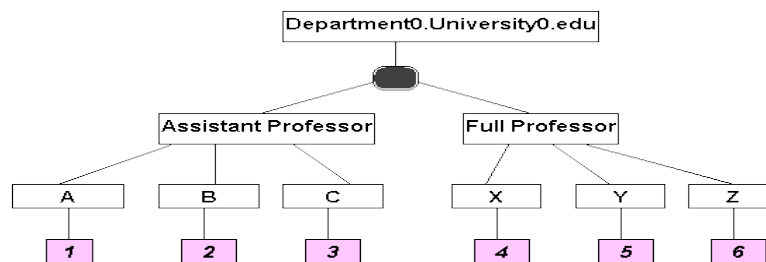 Department0.University0.edu
Assistant Professor Full Professor
A B C X Y Z
1 2 3 4 5 6